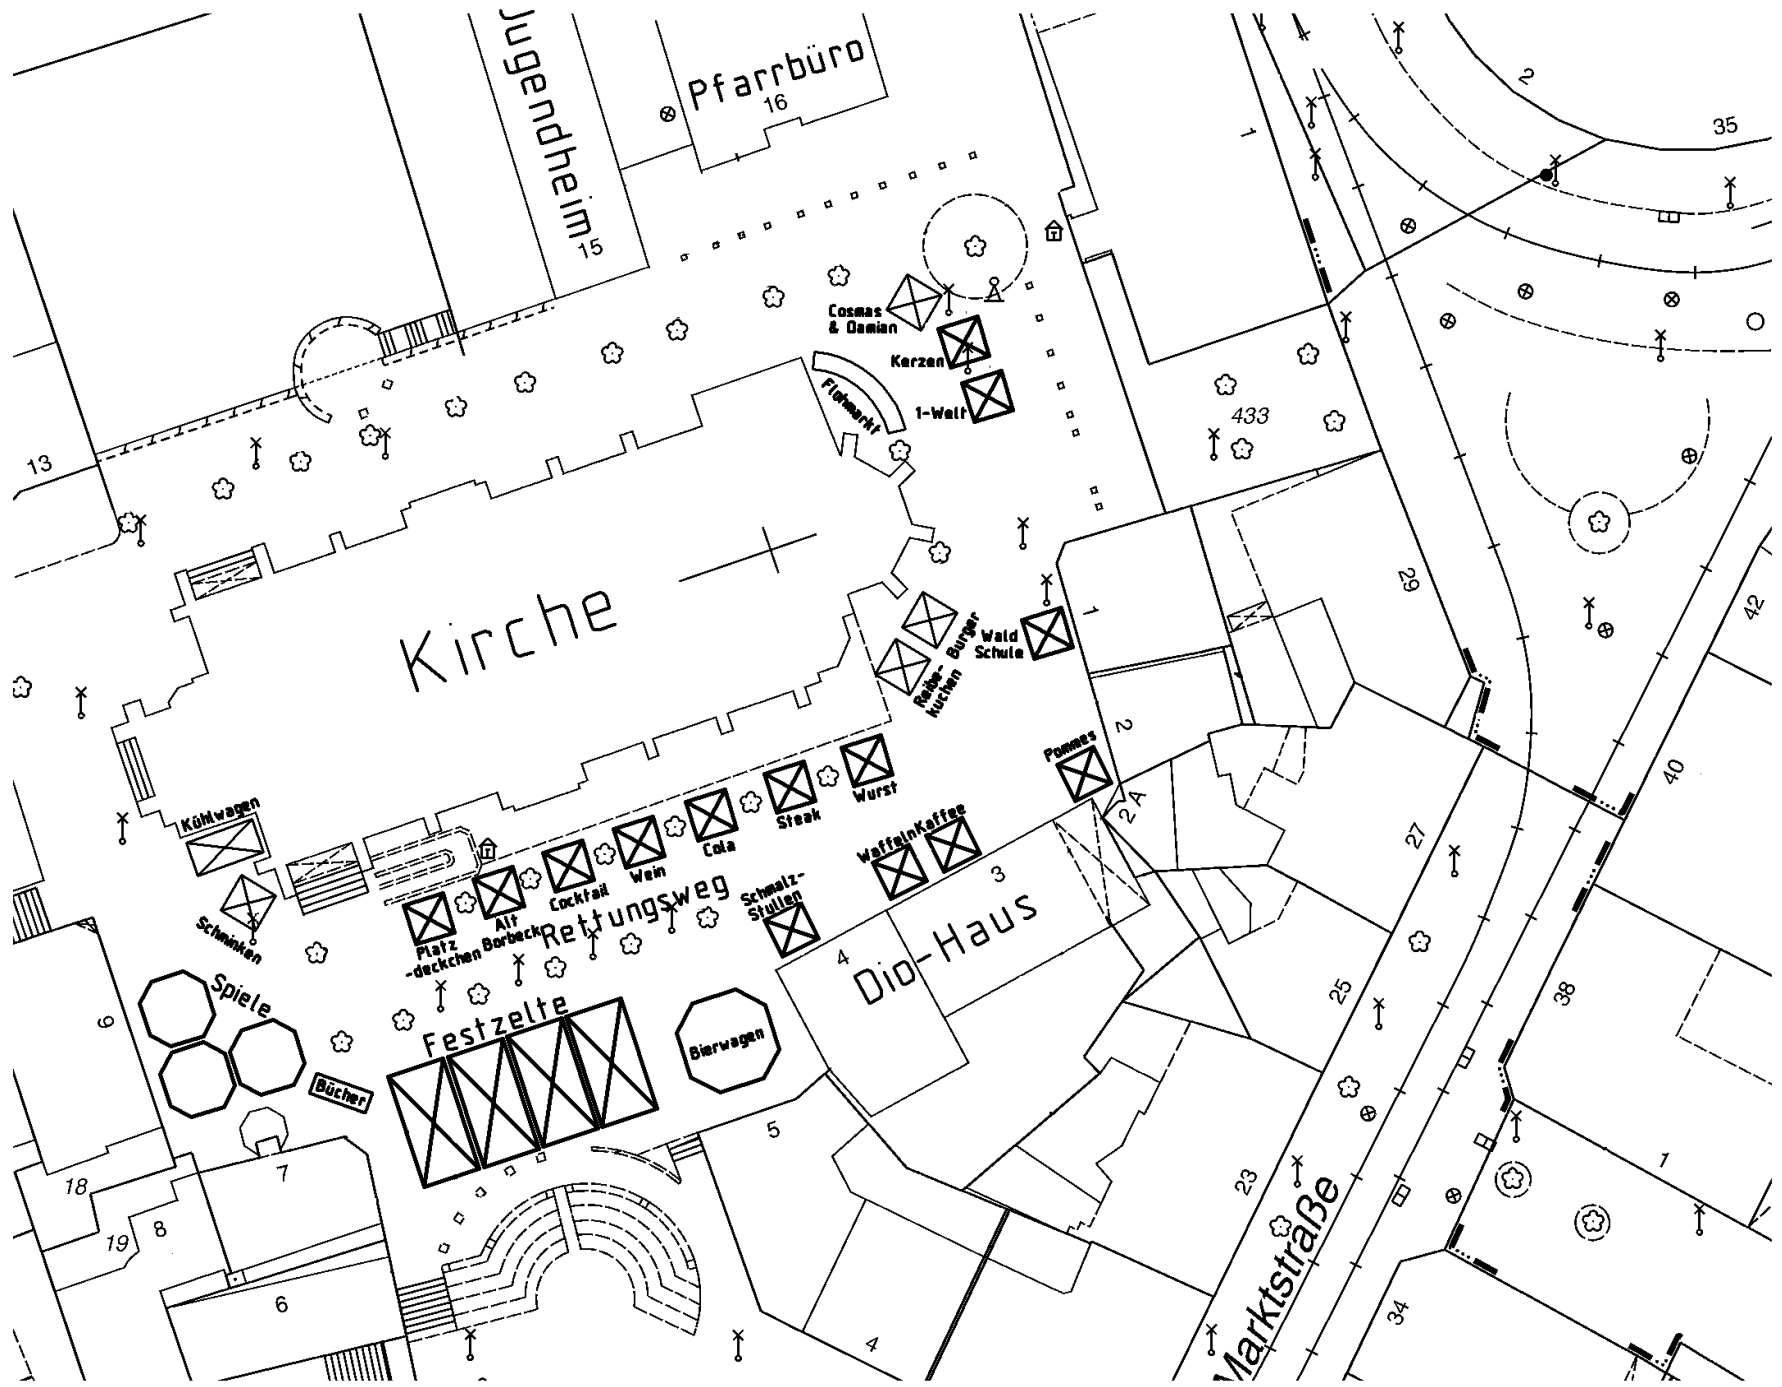 Jugendheim
15
Pfarrbüro
16
1
2
35
Cosmas
& Damian
Kerzen
1-Welt
Flohmarkt
433
13
Kirche
29
1
42
Burger
Reibe-
kuchen
Wald
Schule
2
Pommes
2 A
40
Kühlwagen
Wurst
Steak
Cola
Wein
Cocktail
Alt
Borbeck
Platz
-deckchen
Rettungsweg
Schmalz-
Stullen
Waffeln
Kaffee
3
4
Dio-Haus
27
25
38
Schminken
Spiele
Bücher
Festzelte
Bierwagen
9
5
7
18
8
19
6
4
23
1
34
Marktstraße